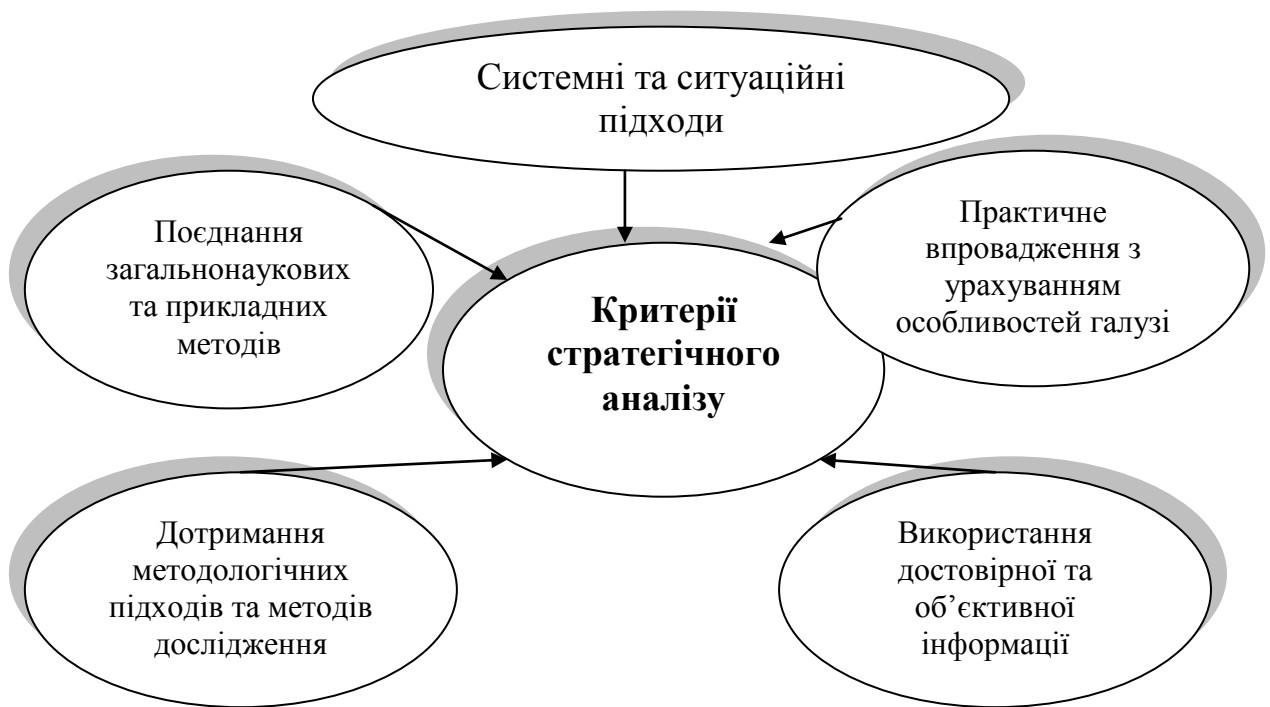 Системні та ситуаційні
підходи
Поєднання
загальнонаукових
та прикладних
методів
Практичне
впровадження з
урахуванням
особливостей галузі
Критерії
стратегічного
аналізу
Дотримання
методологічних
підходів та методів
дослідження
Використання
достовірної та
об’єктивної
інформації